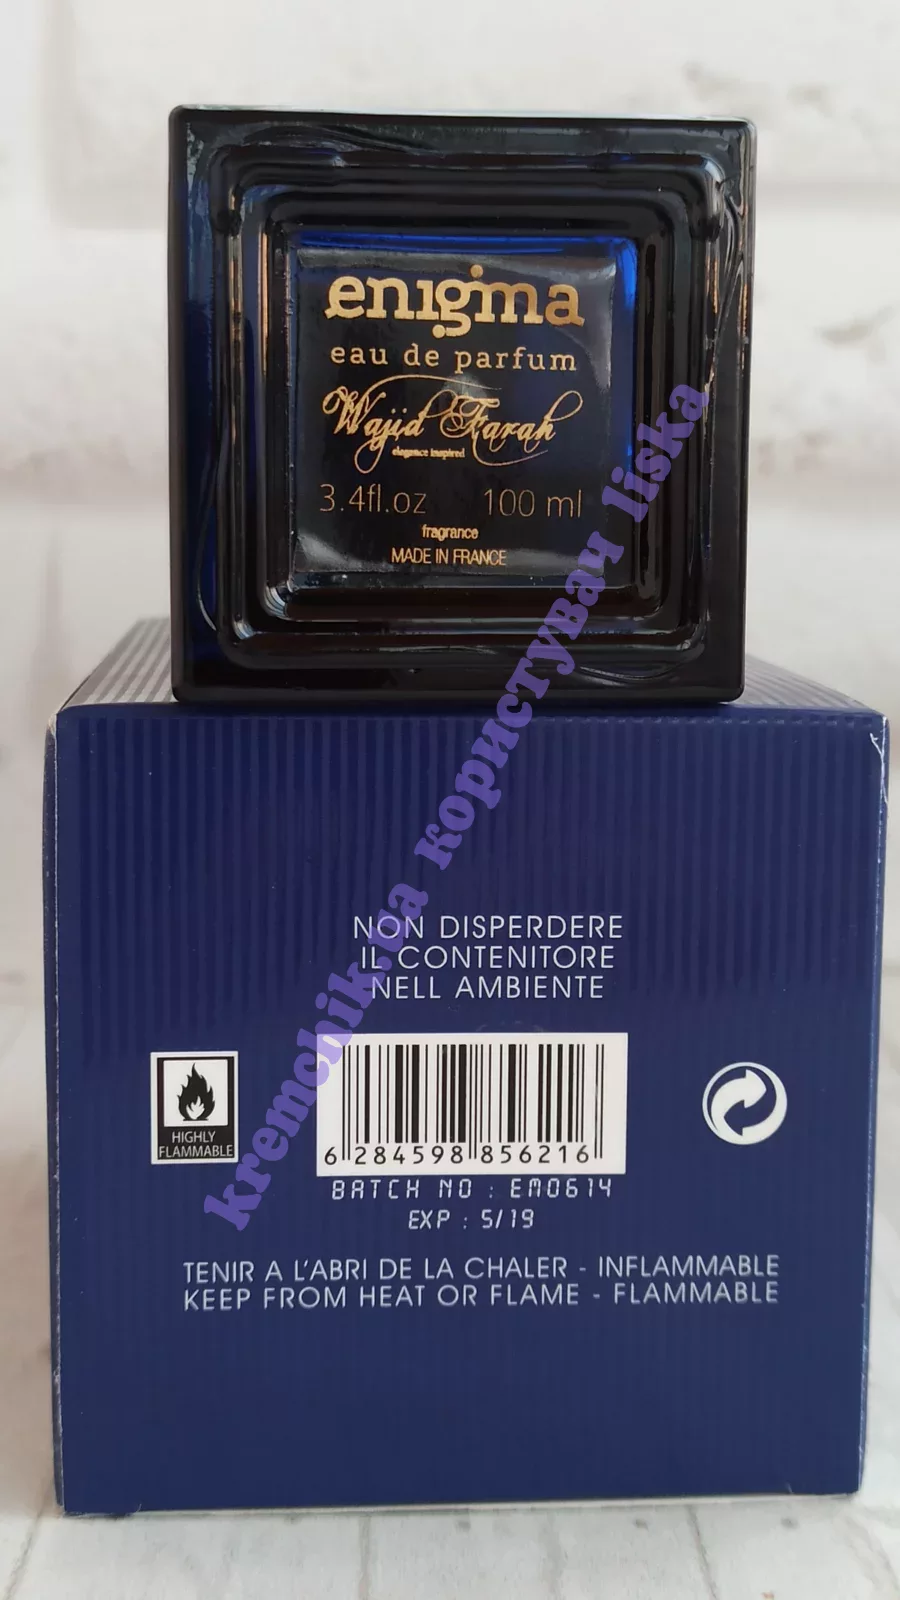 enigma
eau de parfum
Wajid Farah
elegance inspired
3.4fl.oz 100 ml
fragrance
MADE IN FRANCE
NON DISPERDERE
IL CONTENITORE
NELL AMBIENTE
HIGHLY
FLAMMABLE
6 284598 856216
BATCH NO : EM0614
EXP : 5/19
TENIR A L'ABRI DE LA CHALER - INFLAMMABLE
KEEP FROM HEAT OR FLAME - FLAMMABLE
kremchik.ua користувач liska